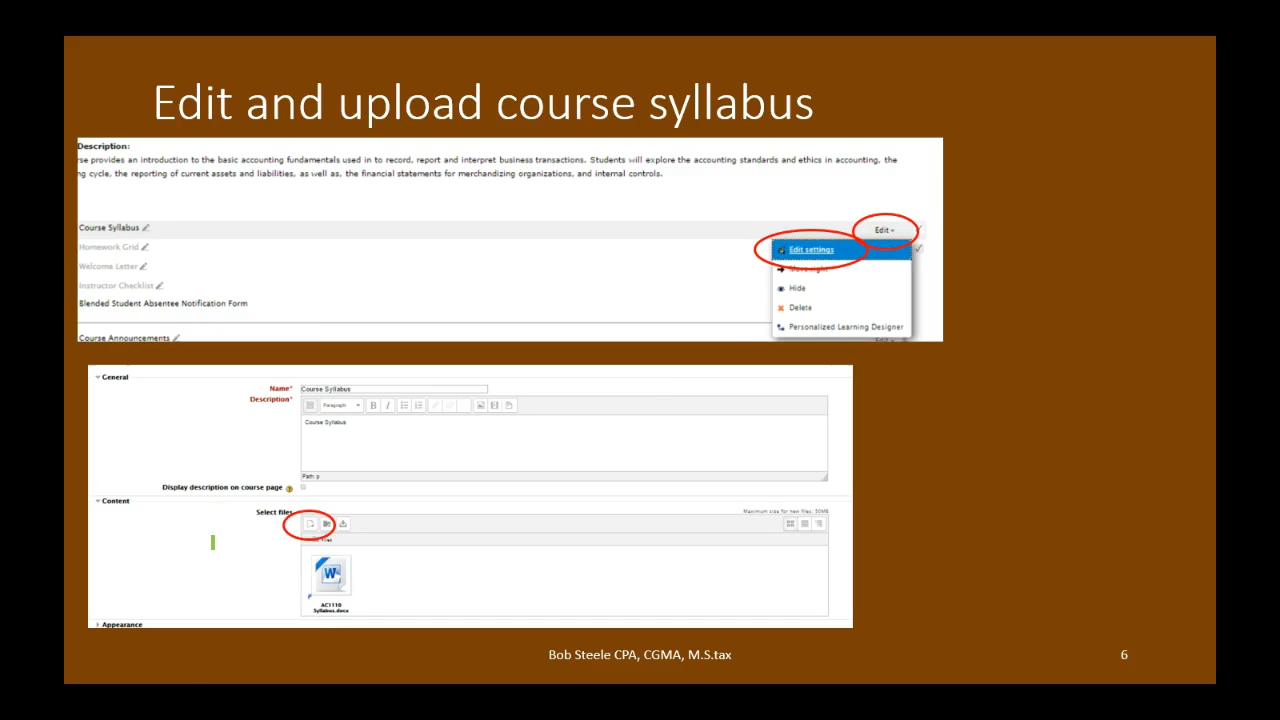 Edit and upload course syllabus
Description:
rse provides an introduction to the basic accounting fundamentals used in to record, report and interpret business transactions. Students will explore the accounting standards and ethics in accounting, the
ng cycle, the reporting of current assets and liabilities, as well as, the financial statements for merchandizing organizations, and internal controls.
Course Syllabus
Edit
Homework Grid
Edit settings
Welcome Letter
Move right
Instructor Checklist
Hide
Blended Student Absentee Notification Form
Delete
Personalized Learning Designer
Course Announcements
Edit
General
Name*
Course Syllabus
Description*
Paragraph
B I
Course Syllabus
Path: p
Display description on course page
Content
Select files
Maximum size for new files: 50MB
Files
AC1110
Syllabus.docx
Appearance
Bob Steele CPA, CGMA, M.S.tax
6